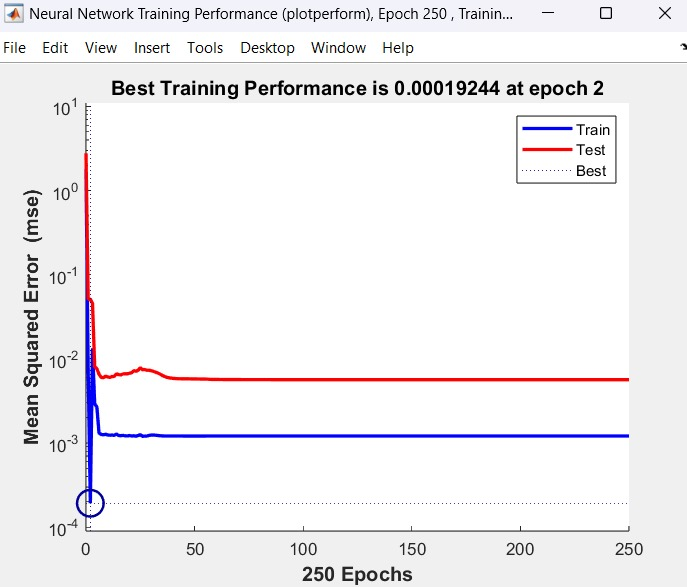 Neural Network Training Performance (plotperform), Epoch 250 , Trainin...
File Edit View Insert Tools Desktop Window Help
Best Training Performance is 0.00019244 at epoch 2
Mean Squared Error (mse)
10^1
10^0
10^-1
10^-2
10^-3
10^-4
Train
Test
Best
0 50 100 150 200 250
250 Epochs